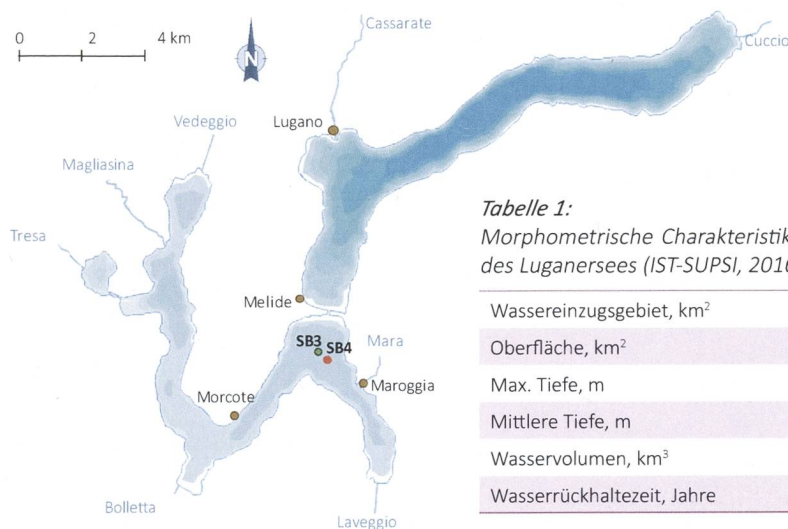 0 2 4 km
N
Cassarate
Cuccio
Vedeggio
Lugano
Magliasina
Tresa
Melide
SB3 SB4
Mara
Maroggia
Morcote
Bolletta
Laveggio
Tabelle 1:
Morphometrische Charakteristik
des Luganersees (IST-SUPSI, 2016
Wassereinzugsgebiet, km²
Oberfläche, km²
Max. Tiefe, m
Mittlere Tiefe, m
Wasservolumen, km³
Wasserrückhaltezeit, Jahre